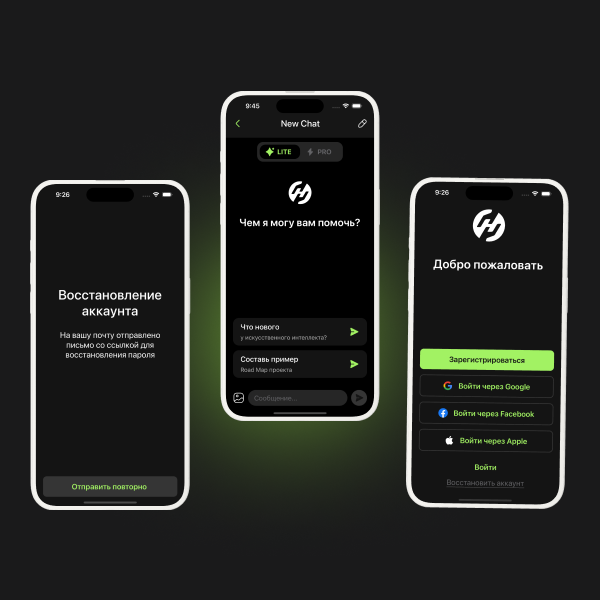 9:26
Восстановление
аккаунта
На вашу почту отправлено
письмо со ссылкой для
восстановления пароля
Отправить повторно
9:45
New Chat
LITE
PRO
Чем я могу вам помочь?
Что нового
у искусственного интеллекта?
Составь пример
Road Map проекта
Сообщение...
9:26
Добро пожаловать
Зарегистрироваться
Войти через Google
Войти через Facebook
Войти через Apple
Войти
Восстановить аккаунт